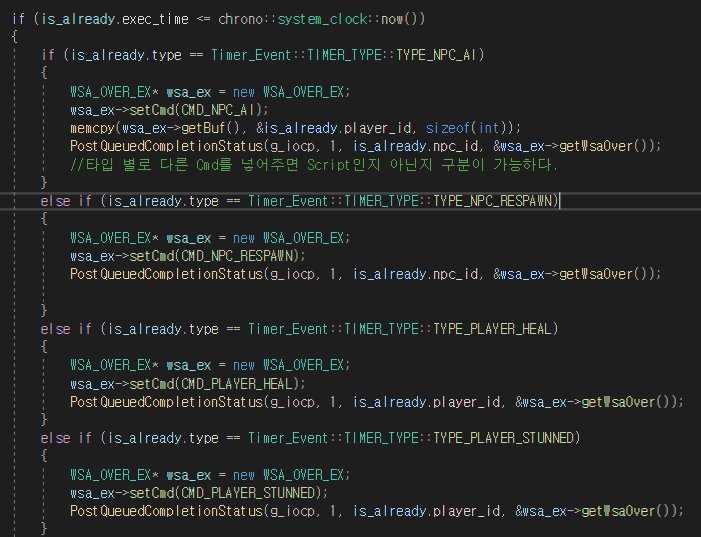 if (is_already.exec_time <= chrono::system_clock::now())
{
if (is_already.type == Timer_Event::TIMER_TYPE::TYPE_NPC_AI)
{
WSA_OVER_EX* wsa_ex = new WSA_OVER_EX;
wsa_ex->setCmd(CMD_NPC_AI);
memcpy(wsa_ex->getBuf(), &is_already.player_id, sizeof(int));
PostQueuedCompletionStatus(g_iocp, 1, is_already.npc_id, &wsa_ex->getWsaOver());
//타입 별로 다른 Cmd를 넣어주면 Script인지 아닌지 구분이 가능하다.
}
else if (is_already.type == Timer_Event::TIMER_TYPE::TYPE_NPC_RESPAWN)
{
WSA_OVER_EX* wsa_ex = new WSA_OVER_EX;
wsa_ex->setCmd(CMD_NPC_RESPAWN);
PostQueuedCompletionStatus(g_iocp, 1, is_already.npc_id, &wsa_ex->getWsaOver());
}
else if (is_already.type == Timer_Event::TIMER_TYPE::TYPE_PLAYER_HEAL)
{
WSA_OVER_EX* wsa_ex = new WSA_OVER_EX;
wsa_ex->setCmd(CMD_PLAYER_HEAL);
PostQueuedCompletionStatus(g_iocp, 1, is_already.player_id, &wsa_ex->getWsaOver());
}
else if (is_already.type == Timer_Event::TIMER_TYPE::TYPE_PLAYER_STUNNED)
{
WSA_OVER_EX* wsa_ex = new WSA_OVER_EX;
wsa_ex->setCmd(CMD_PLAYER_STUNNED);
PostQueuedCompletionStatus(g_iocp, 1, is_already.player_id, &wsa_ex->getWsaOver());
}